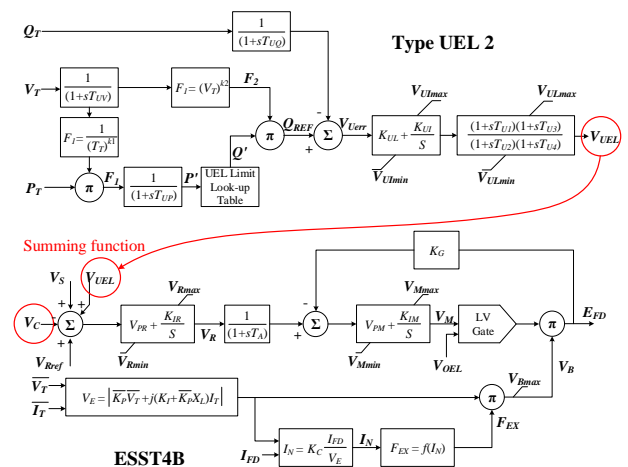 Q_T
1
(1+sT_UQ)
Type UEL 2
V_T
1
(1+sT_UV)
F_1= (V_T)^k2
F_2
-
V_UImax
V_ULmax
F_1=
1
(T_T)^k1
π
Q_REF
+
Σ
V_Uerr
K_UL +
K_UI
S
(1+sT_U1)(1+sT_U3)
(1+sT_U2)(1+sT_U4)
V_UEL
Q'
V_UImin
V_ULmin
P_T
π
F_1
1
(1+sT_UP)
P'
UEL Limit
Look-up
Table
Summing function
K_G
V_S
V_UEL
V_Rmax
-
V_Mmax
+
+
V_C
-
Σ
+
V_PR +
K_IR
S
V_R
1
(1+sT_A)
+
Σ
V_PM +
K_IM
S
V_M
LV
Gate
π
E_FD
V_Rref
V_Rmin
V_Mmin
V_OEL
V_B
V_T
I_T
V_E = |K_P V_T + j(K_I+ K_P X_L)I_T|
V_Bmax
π
F_EX
ESST4B
I_FD
I_N = K_C
I_FD
V_E
I_N
F_EX = f(I_N)